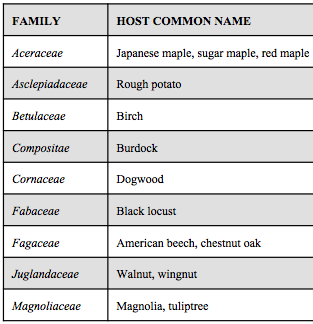 FAMILY HOST COMMON NAME
Aceraceae Japanese maple, sugar maple, red maple
Asclepiadaceae Rough potato
Betulaceae Birch
Compositae Burdock
Cornaceae Dogwood
Fabaceae Black locust
Fagaceae American beech, chestnut oak
Juglandaceae Walnut, wingnut
Magnoliaceae Magnolia, tuliptree